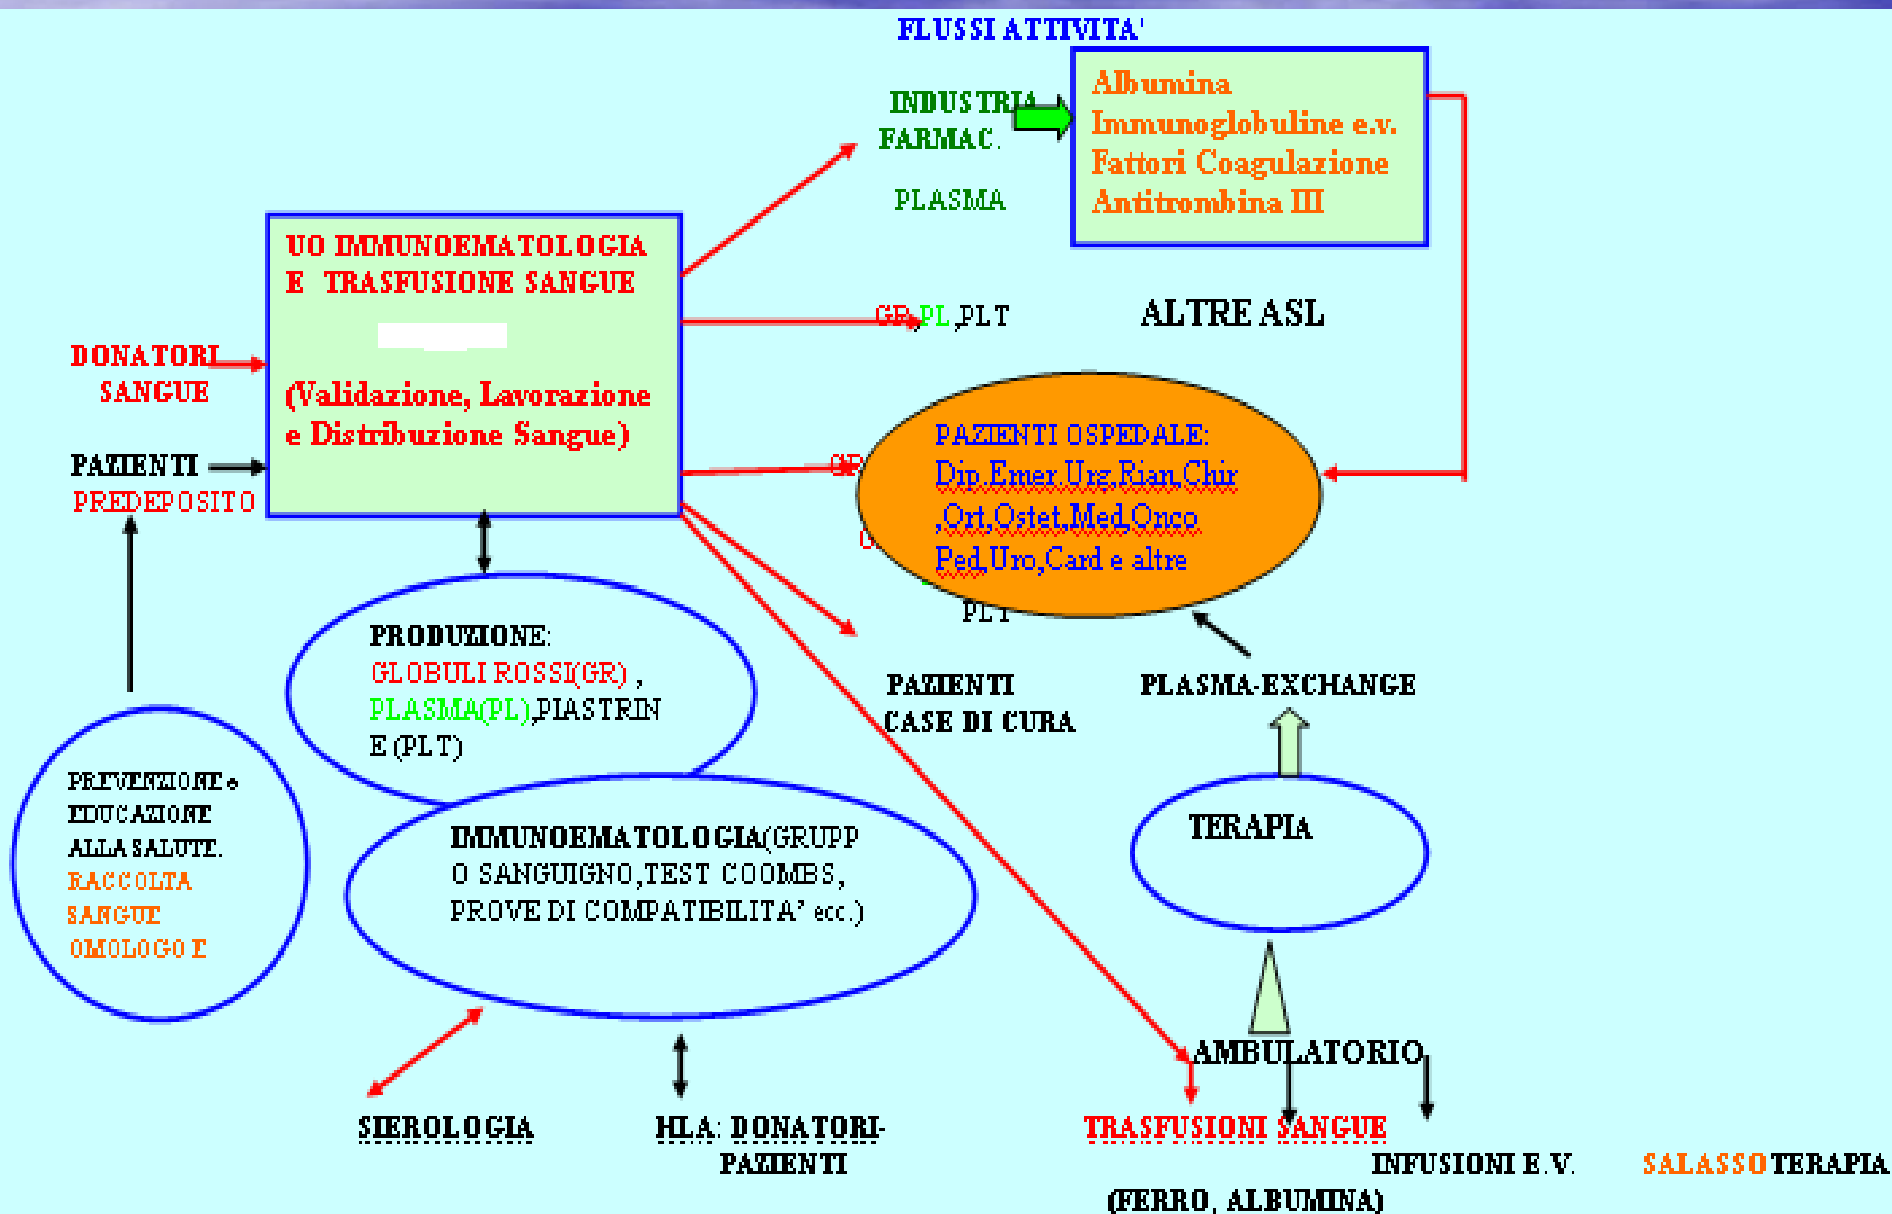 FLUSSI ATTIVITA'
INDUSTRIA
FARMAC.
PLASMA
Albumina
Immunoglobuline e.v.
Fattori Coagulazione
Antitrombina III
UO IMMUNOEMATOLOGIA
E TRASFUSIONE SANGUE
(Validazione, Lavorazione
e Distribuzione Sangue)
GR,PL,PLT
ALTRE ASL
DONATORI
SANGUE
PAZIENTI
PREDEPOSITO
PAZIENTI OSPEDALE:
Dip.Emer.Urg,Rian,Chir
,Ort,Ostet,Med,Onco
Ped,Uro,Card e altre
PLT
PRODUZIONE:
GLOBULI ROSSI(GR) ,
PLASMA(PL),PIASTRIN
E (PLT)
PAZIENTI
CASE DI CURA
PLASMA-EXCHANGE
PREVENZIONE e
EDUCAZIONE
ALLA SALUTE.
RACCOLTA
SANGUE
OMOLOGO E
IMMUNOEMATOLOGIA(GRUPP
O SANGUIGNO,TEST COOMBS,
PROVE DI COMPATIBILITA' ecc.)
TERAPIA
AMBULATORIO
SIEROLOGIA
HLA: DONATORI-
PAZIENTI
TRASFUSIONI SANGUE
INFUSIONI E.V. SALASSOTERAPIA
(FERRO, ALBUMINA)